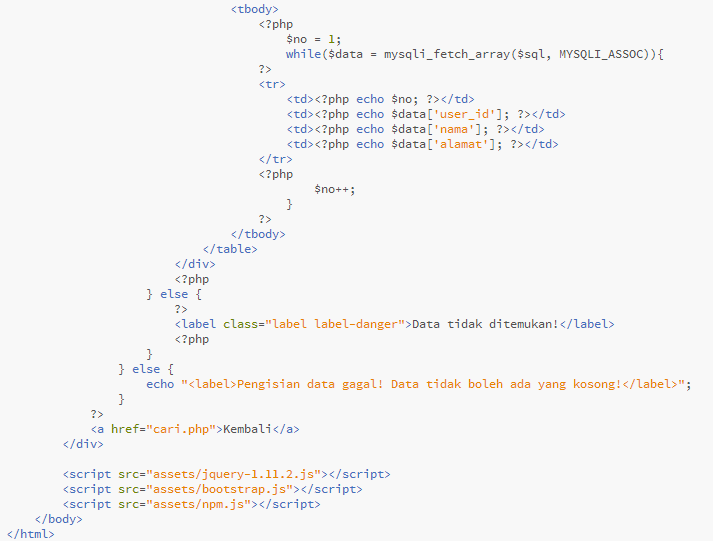 <tbody>
<?php
$no = 1;
while($data = mysqli_fetch_array($sql, MYSQLI_ASSOC)){
?>
<tr>
<td><?php echo $no; ?></td>
<td><?php echo $data['user_id']; ?></td>
<td><?php echo $data['nama']; ?></td>
<td><?php echo $data['alamat']; ?></td>
</tr>
<?php
$no++;
}
?>
</tbody>
</table>
</div>
<?php
} else {
?>
<label class="label label-danger">Data tidak ditemukan!</label>
<?php
}
} else {
echo "<label>Pengisian data gagal! Data tidak boleh ada yang kosong!</label>";
}
?>
<a href="cari.php">Kembali</a>
</div>
<script src="assets/jquery-1.11.2.js"></script>
<script src="assets/bootstrap.js"></script>
<script src="assets/npm.js"></script>
</body>
</html>